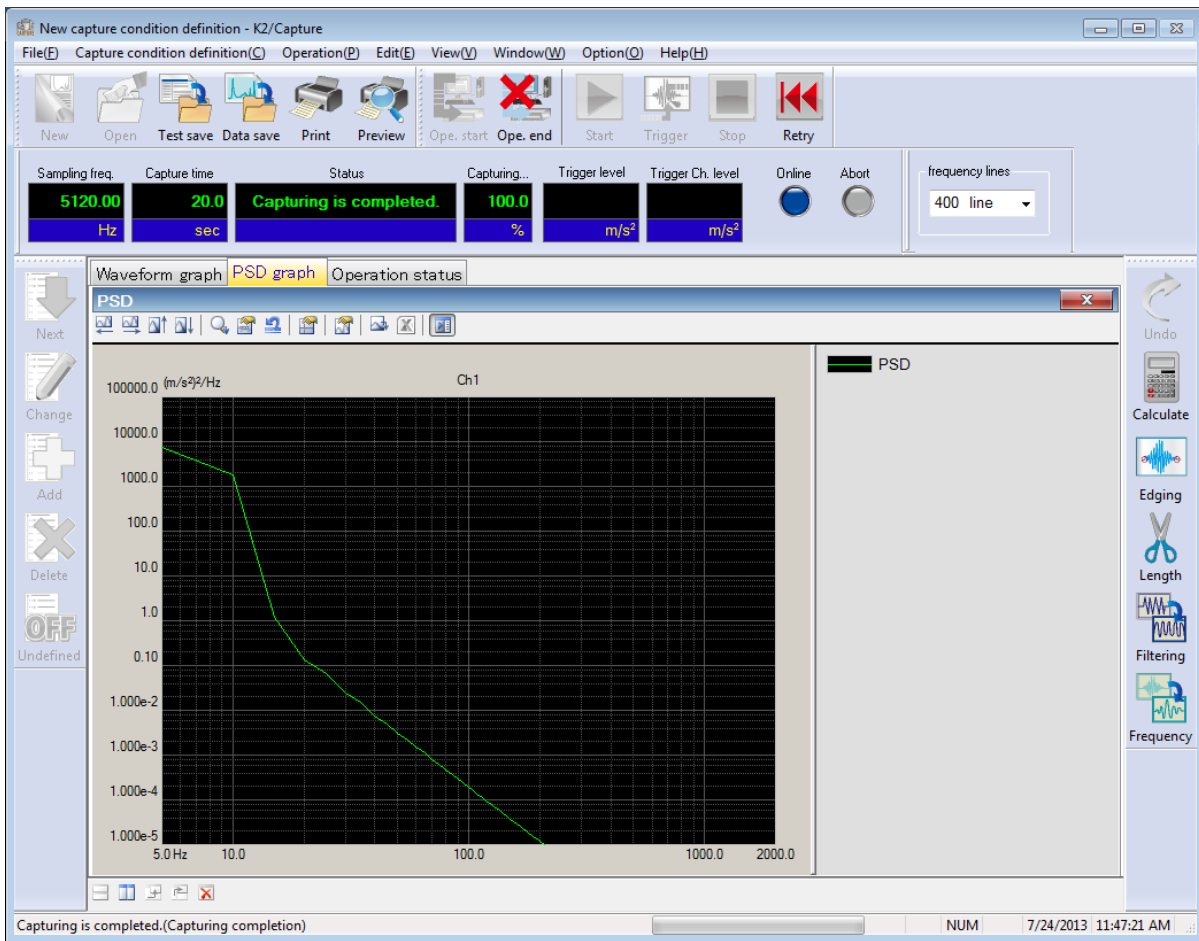 New capture condition definition - K2/Capture
File(F) Capture condition definition(C) Operation(P) Edit(E) View(V) Window(W) Option(O) Help(H)
New Open Test save Data save Print Preview Ope. start Ope. end Start Trigger Stop Retry
Sampling freq. Capture time Status Capturing... Trigger level Trigger Ch. level Online Abort frequency lines
5120.00 20.0 Capturing is completed. 100.0 400 line
Hz sec % m/s² m/s²
Waveform graph PSD graph Operation status
PSD
Next
Change
Add
Delete
OFF
Undefined
Ch1
(m/s²)²/Hz
100000.0
10000.0
1000.0
100.0
10.0
1.0
0.10
1.000e-2
1.000e-3
1.000e-4
1.000e-5
5.0 Hz 10.0 100.0 1000.0 2000.0
PSD
Undo
Calculate
Edging
Length
Filtering
Frequency
Capturing is completed.(Capturing completion) NUM 7/24/2013 11:47:21 AM